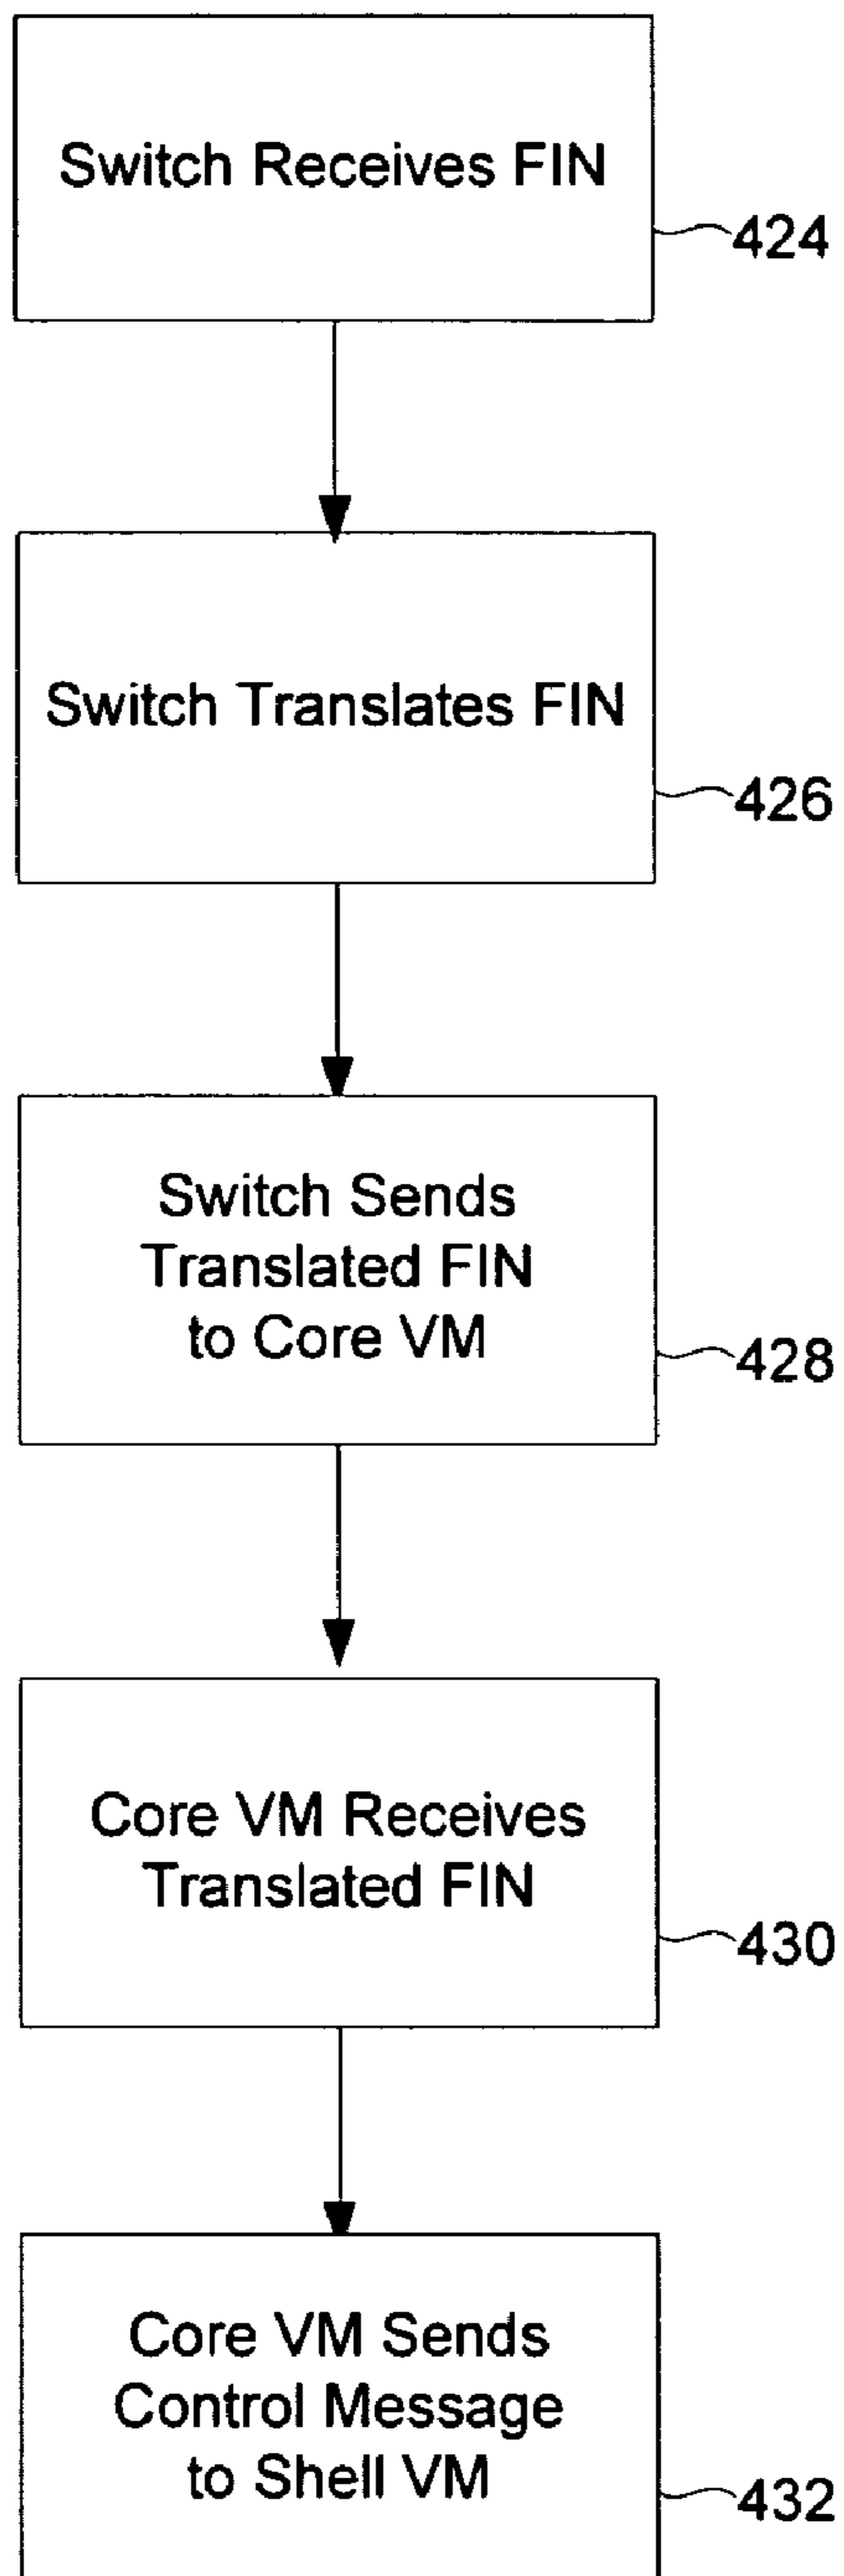 Switch Receives FIN
424
Switch Translates FIN
426
Switch Sends
Translated FIN
to Core VM
428
Core VM Receives
Translated FIN
430
Core VM Sends
Control Message
to Shell VM
432